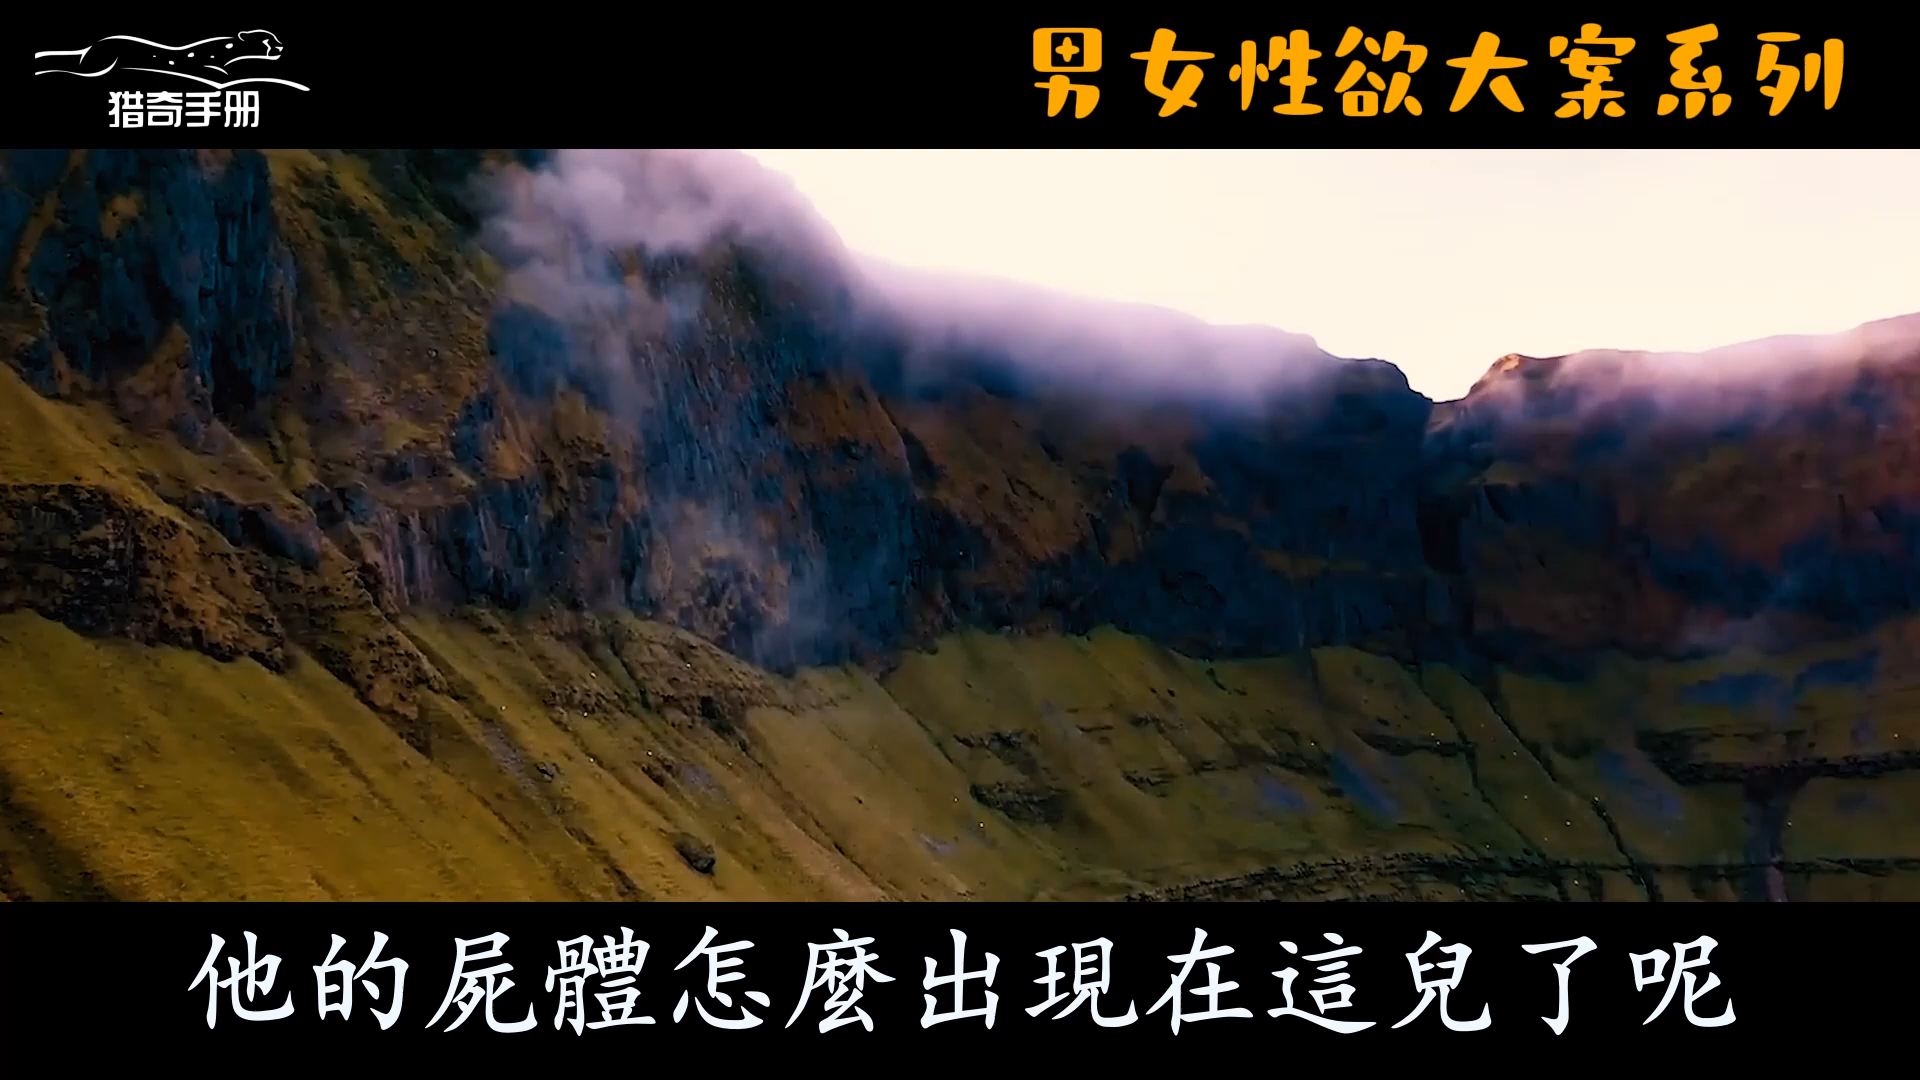 猎奇手册
男女性欲大案系列
他的屍體怎麼出現在這兒了呢